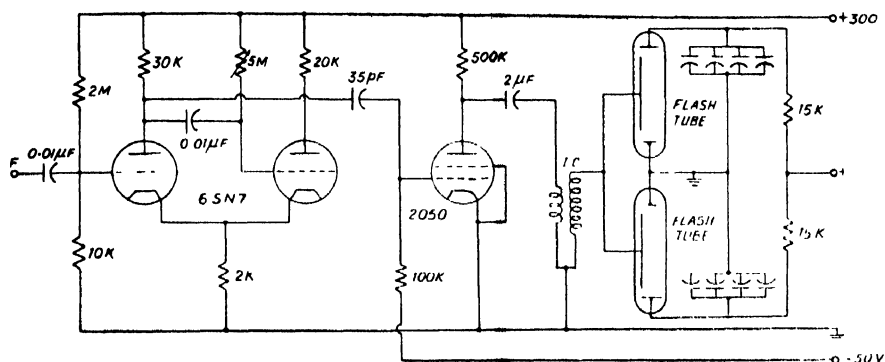 +300
30K
5M
20K
500K
2M
35pF
2µF
15K
FLASH
TUBE
0.01µF
F
0.01µF
+
6SN7
2050
FLASH
TUBE
15K
10K
2K
100K
-50V